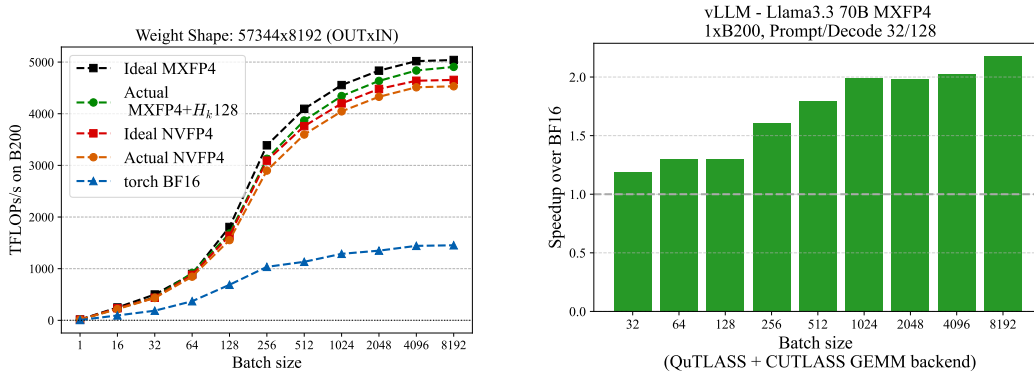 Weight Shape: 57344x8192 (OUTxIN)
TFLOPs/s on B200
5000
4000
3000
2000
1000
0
Ideal MXFP4
Actual
MXFP4+H_k128
Ideal NVFP4
Actual NVFP4
torch BF16
1 16 32 64 128 256 512 1024 2048 4096 8192
Batch size
vLLM - Llama3.3 70B MXFP4
1xB200, Prompt/Decode 32/128
Speedup over BF16
2.0
1.5
1.0
0.5
0.0
32 64 128 256 512 1024 2048 4096 8192
Batch size
(QuTLASS + CUTLASS GEMM backend)